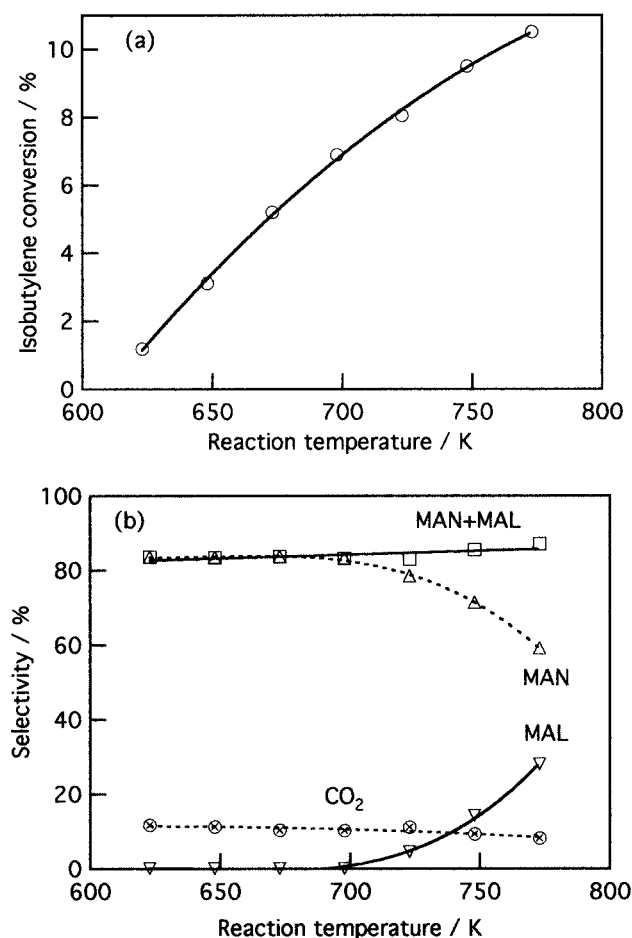 (a)
Isobutylene conversion / %
10
8
6
4
2
0
600 650 700 750 800
Reaction temperature / K
(b)
Selectivity / %
100
80
60
40
20
0
MAN+MAL
MAN
MAL
CO₂
600 650 700 750 800
Reaction temperature / K